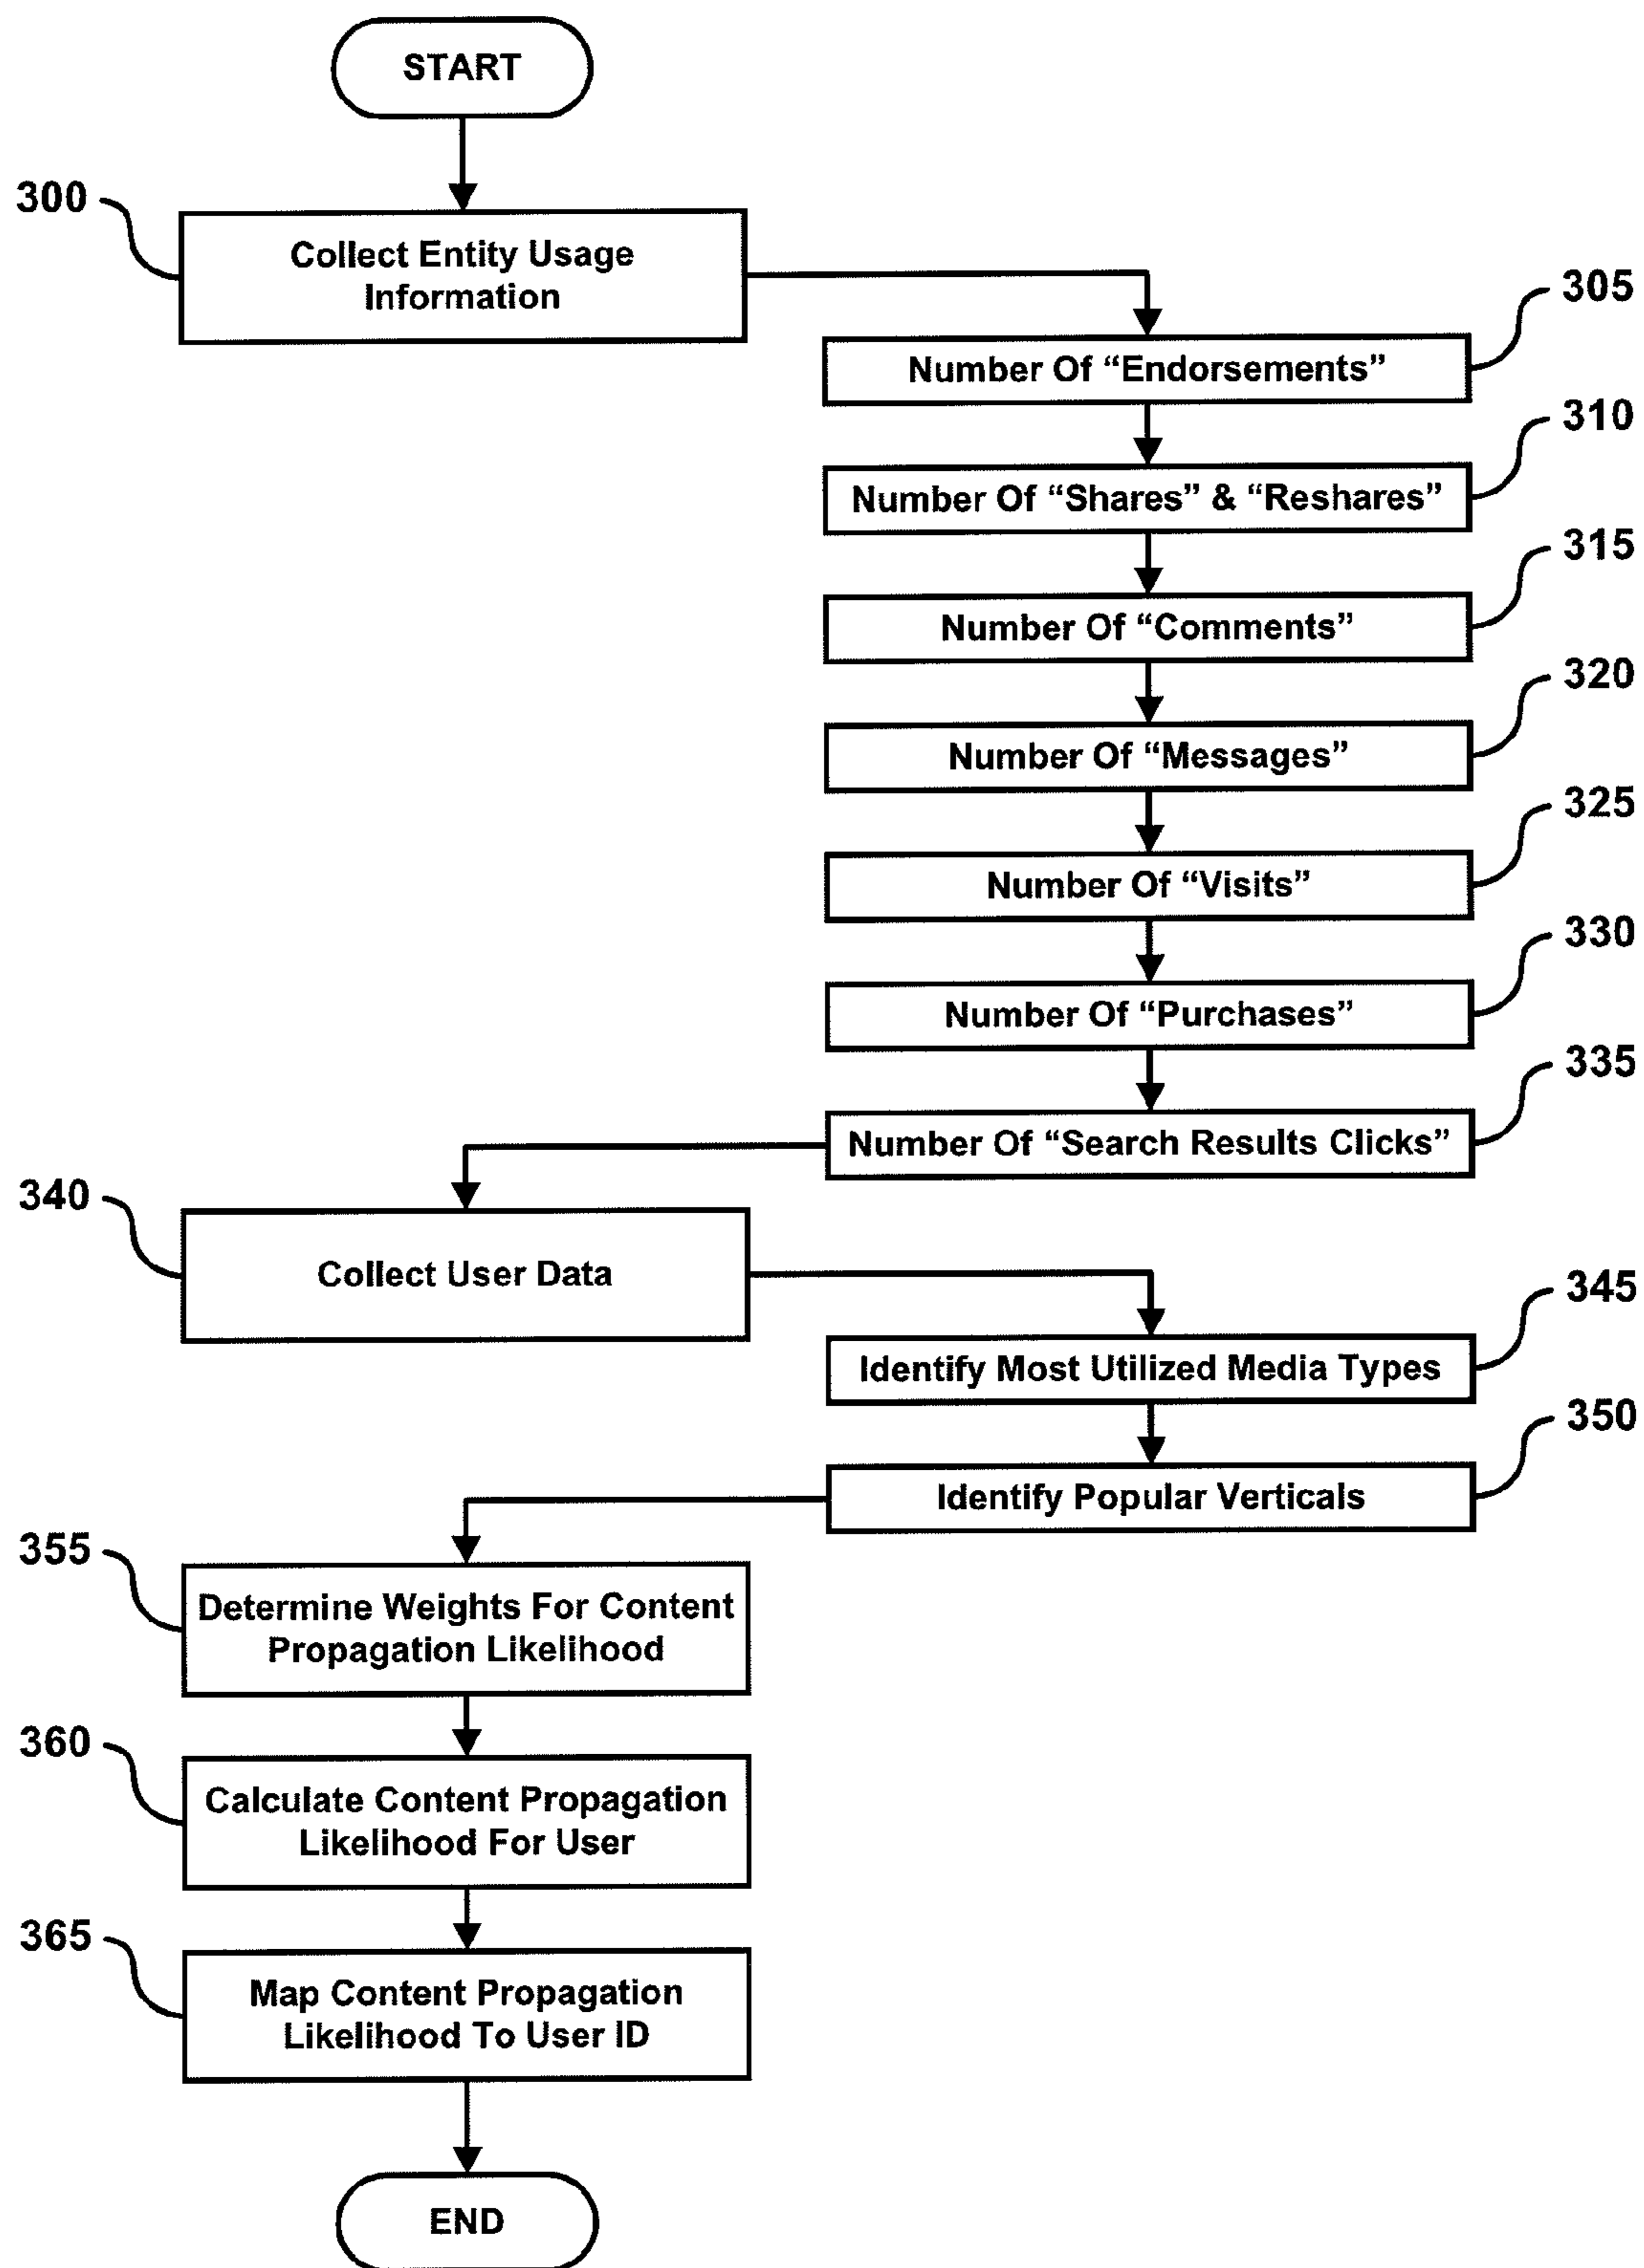 START
300
Collect Entity Usage
Information
305
Number Of “Endorsements”
310
Number Of “Shares” & “Reshares”
315
Number Of “Comments”
320
Number Of “Messages”
325
Number Of “Visits”
330
Number Of “Purchases”
335
Number Of “Search Results Clicks”
340
Collect User Data
345
Identify Most Utilized Media Types
350
Identify Popular Verticals
355
Determine Weights For Content
Propagation Likelihood
360
Calculate Content Propagation
Likelihood For User
365
Map Content Propagation
Likelihood To User ID
END